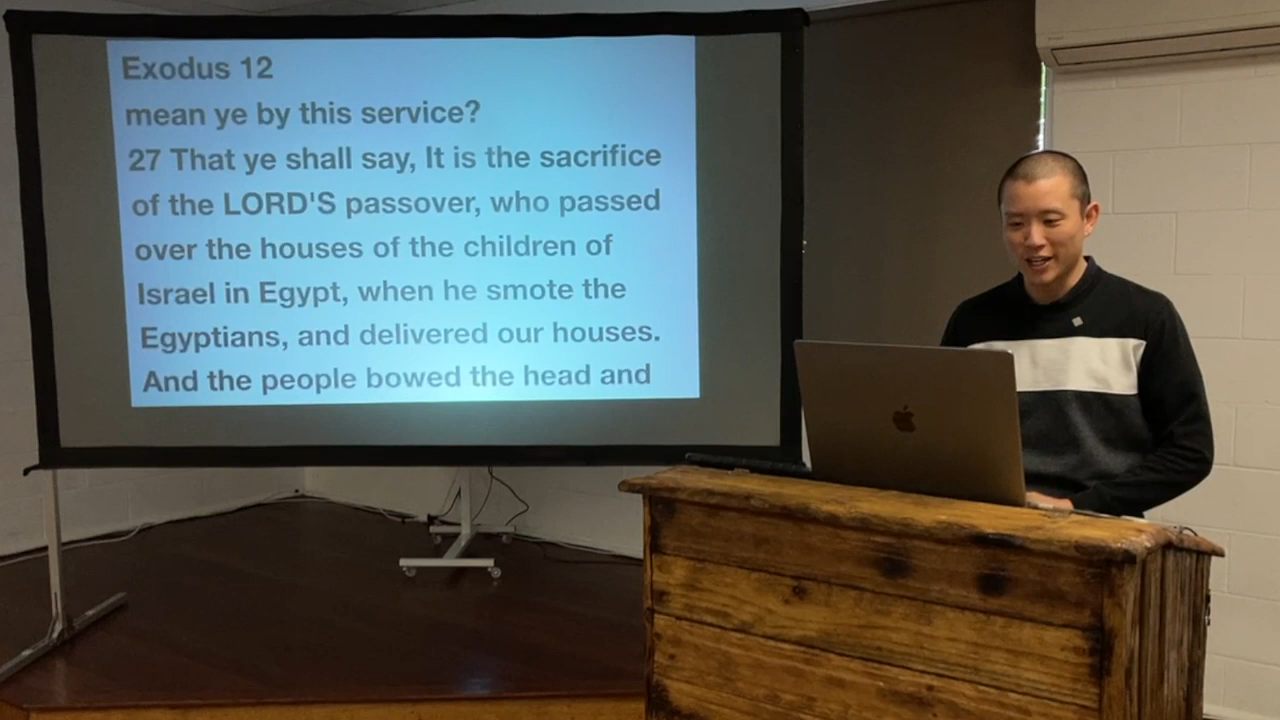 Exodus 12
mean ye by this service?
27 That ye shall say, It is the sacrifice
of the LORD'S passover, who passed
over the houses of the children of
Israel in Egypt, when he smote the
Egyptians, and delivered our houses.
And the people bowed the head and